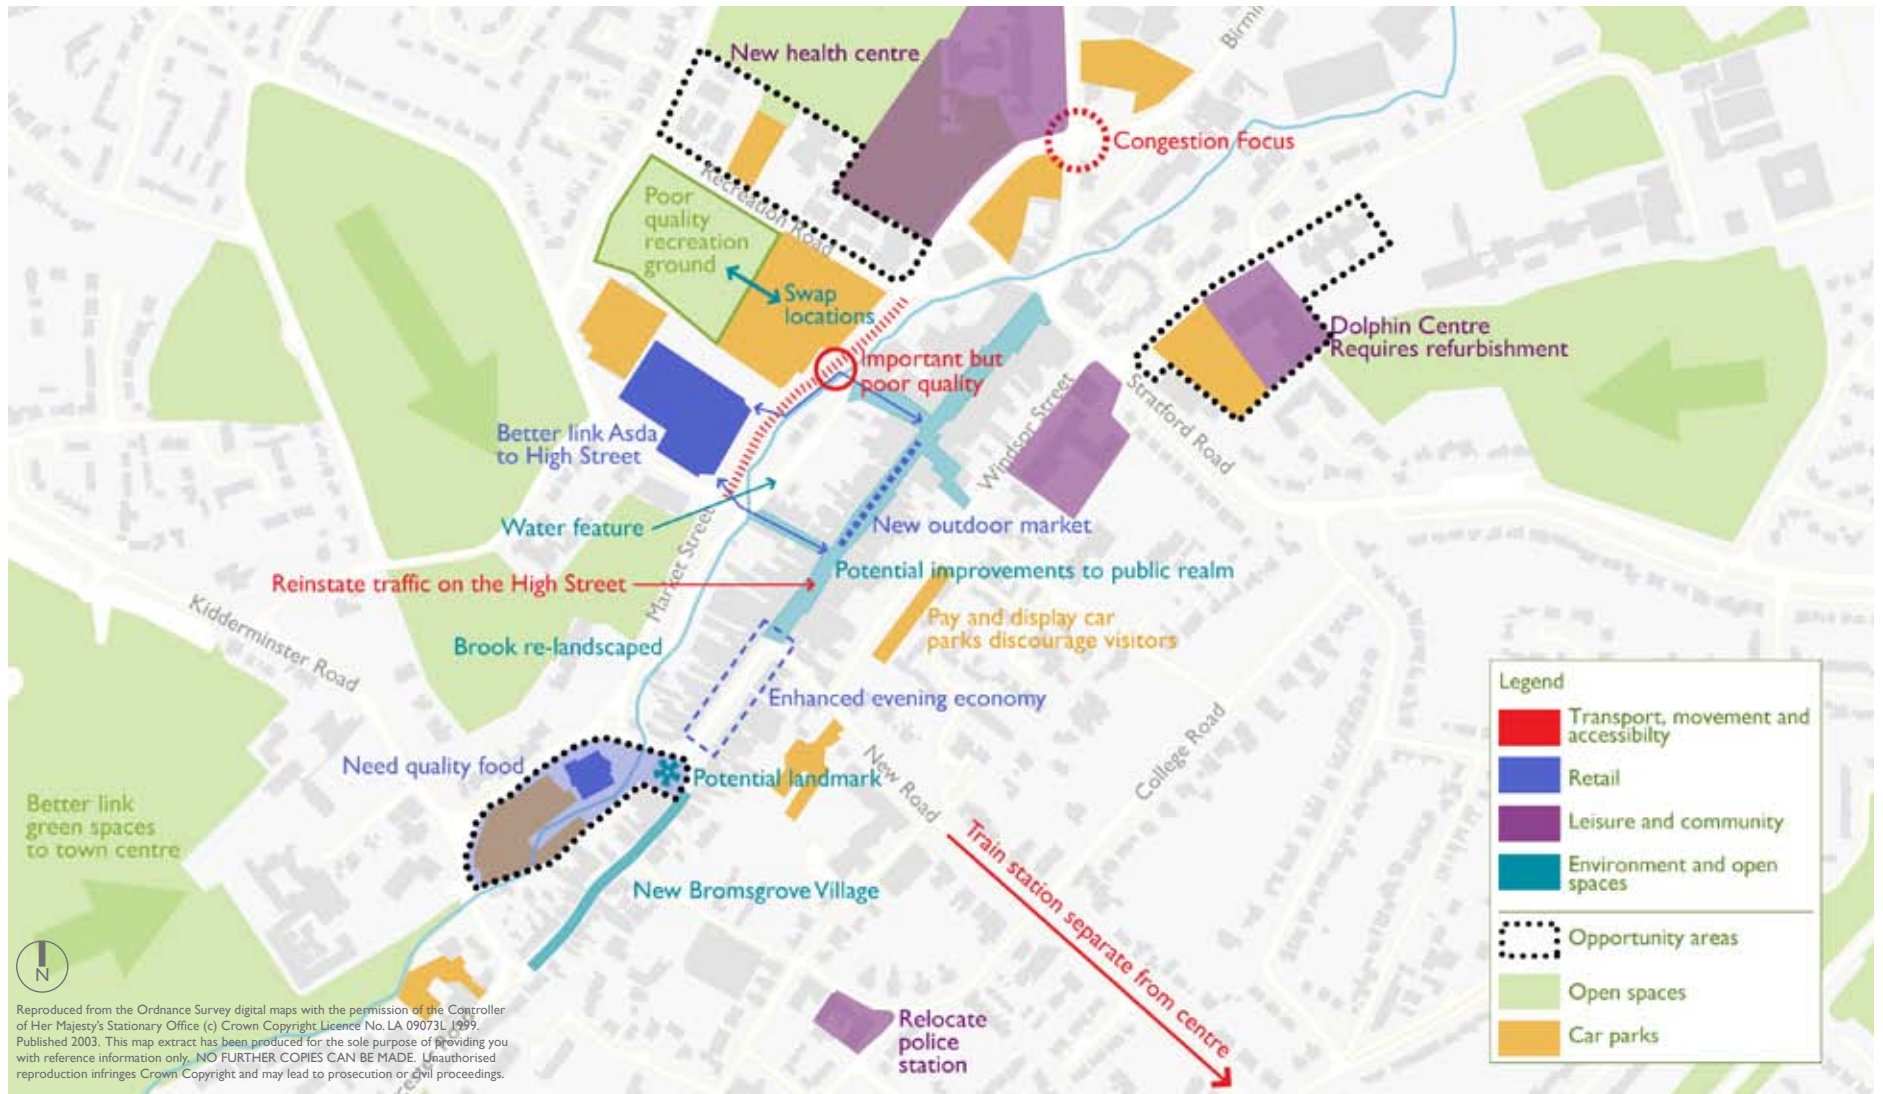 New health centre
Birmi
Congestion Focus
Recreation Road
Poor
quality
recreation
ground
Swap
locations
Dolphin Centre
Requires refurbishment
Important but
poor quality
Windsor Street
Stratford Road
Better link Asda
to High Street
Water feature
New outdoor market
Market Street
Potential improvements to public realm
Reinstate traffic on the High Street
Pay and display car
parks discourage visitors
Kidderminster Road
Brook re-landscaped
Enhanced evening economy
Need quality food
Potential landmark
New Road
College Road
Better link
green spaces
to town centre
Train station separate from centre
New Bromsgrove Village
Relocate
police
station
Legend
Transport, movement and
accessibilty
Retail
Leisure and community
Environment and open
spaces
Opportunity areas
Open spaces
Car parks
N
Reproduced from the Ordnance Survey digital maps with the permission of the Controller
of Her Majesty's Stationary Office (c) Crown Copyright Licence No. LA 09073L 1999.
Published 2003. This map extract has been produced for the sole purpose of providing you
with reference information only. NO FURTHER COPIES CAN BE MADE. Unauthorised
reproduction infringes Crown Copyright and may lead to prosecution or civil proceedings.